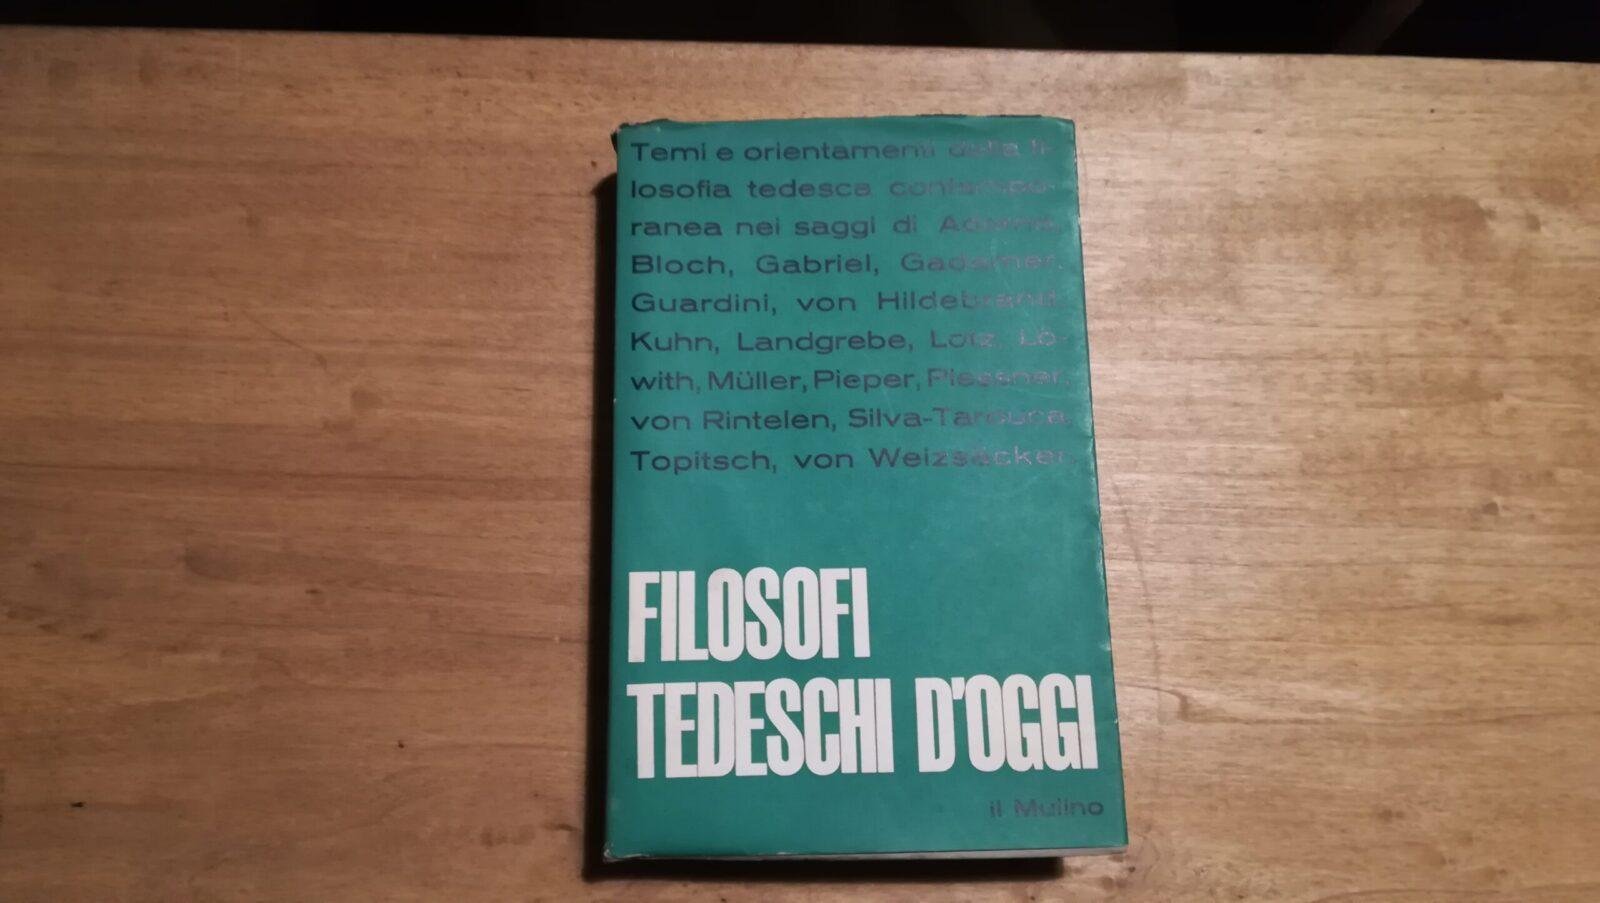 Temi e orientamenti della fi-
losofia tedesca contempo-
ranea nei saggi di Adorno,
Bloch, Gabriel, Gadamer,
Guardini, von Hildebrand,
Kuhn, Landgrebe, Lotz, Lö-
with, Müller, Pieper, Plessner,
von Rintelen, Silva-Tarouca,
Topitsch, von Weizsäcker.
FILOSOFI
TEDESCHI D'OGGI
il Mulino